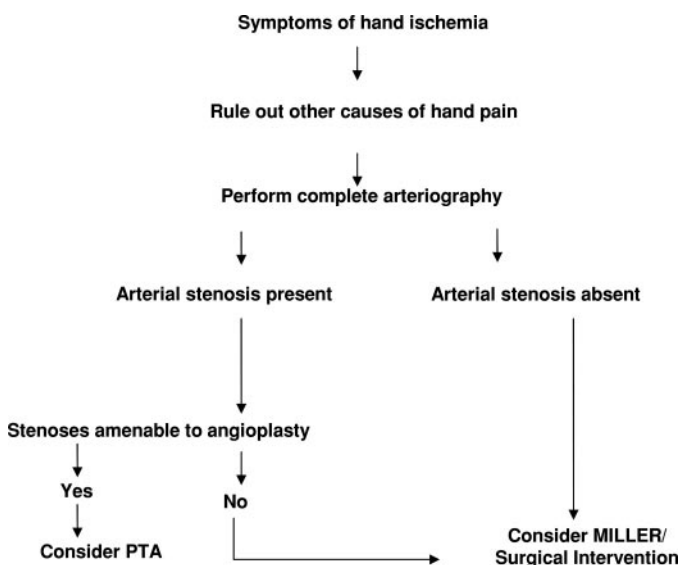 Symptoms of hand ischemia
Rule out other causes of hand pain
Perform complete arteriography
Arterial stenosis present
Arterial stenosis absent
Stenoses amenable to angioplasty
Yes
No
Consider PTA
Consider MILLER/
Surgical Intervention